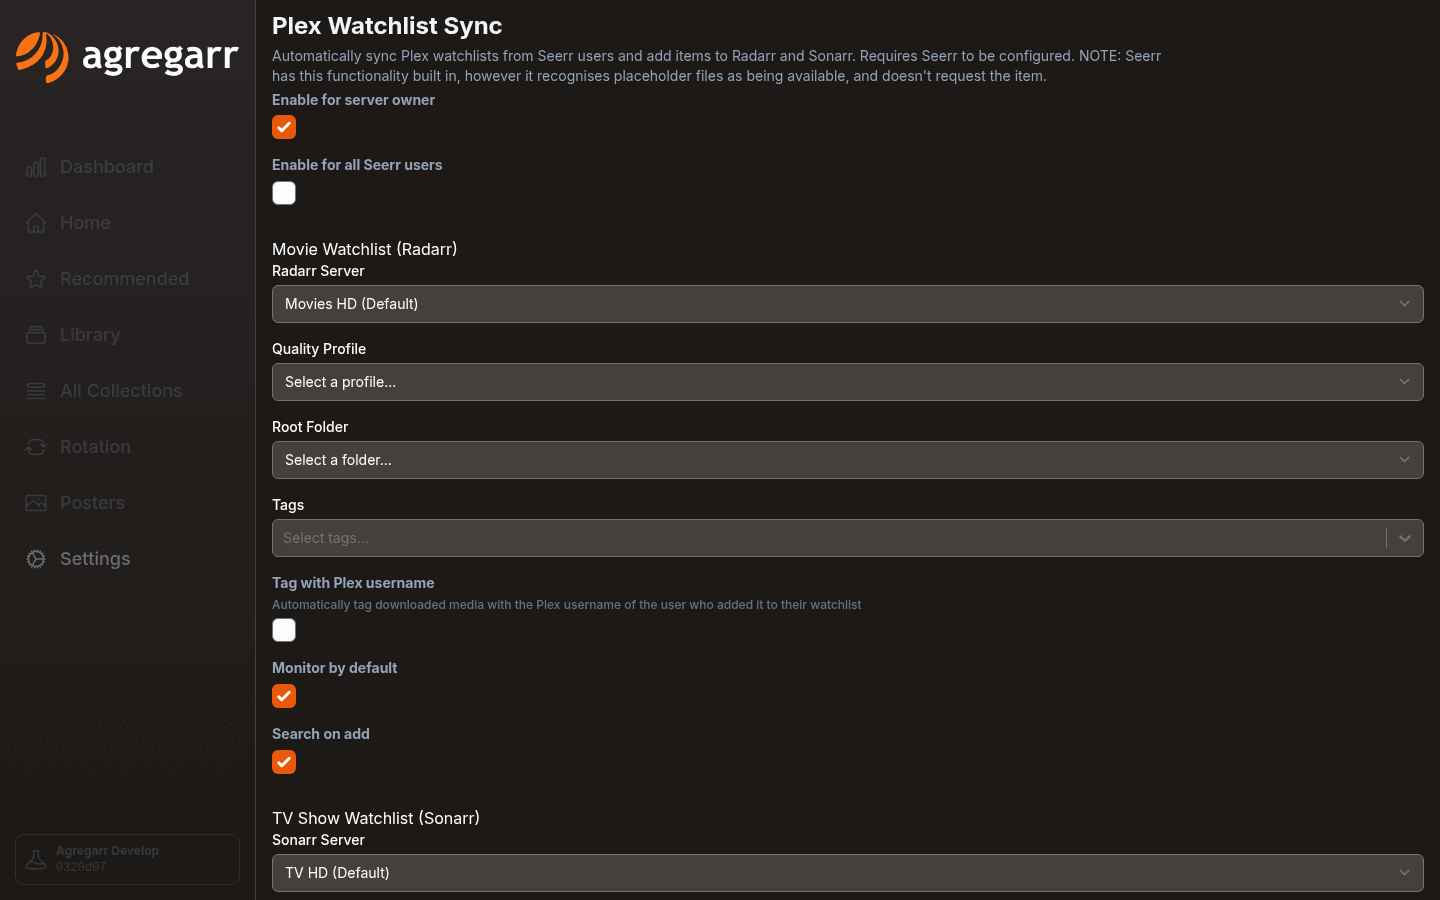 agregarr
Dashboard
Home
Recommended
Library
All Collections
Rotation
Posters
Settings
Agregarr Develop
0320d07
Plex Watchlist Sync
Automatically sync Plex watchlists from Seerr users and add items to Radarr and Sonarr. Requires Seerr to be configured. NOTE: Seerr
has this functionality built in, however it recognises placeholder files as being available, and doesn't request the item.
Enable for server owner
Enable for all Seerr users
Movie Watchlist (Radarr)
Radarr Server
Movies HD (Default)
Quality Profile
Select a profile...
Root Folder
Select a folder...
Tags
Select tags...
Tag with Plex username
Automatically tag downloaded media with the Plex username of the user who added it to their watchlist
Monitor by default
Search on add
TV Show Watchlist (Sonarr)
Sonarr Server
TV HD (Default)